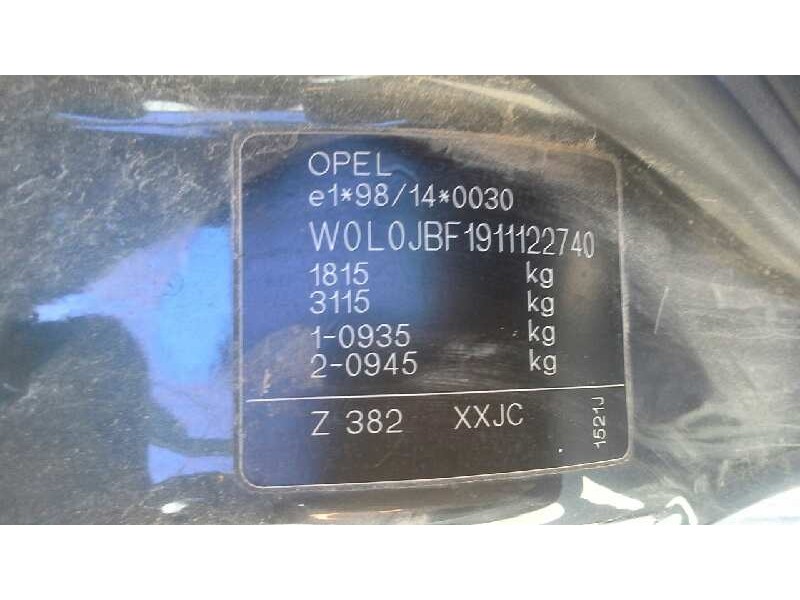 OPEL
e1*98/14*0030
W0L0JBF1911122740
1815 kg
3115 kg
1-0935 kg
2-0945 kg
Z 382 XXJC
1521J